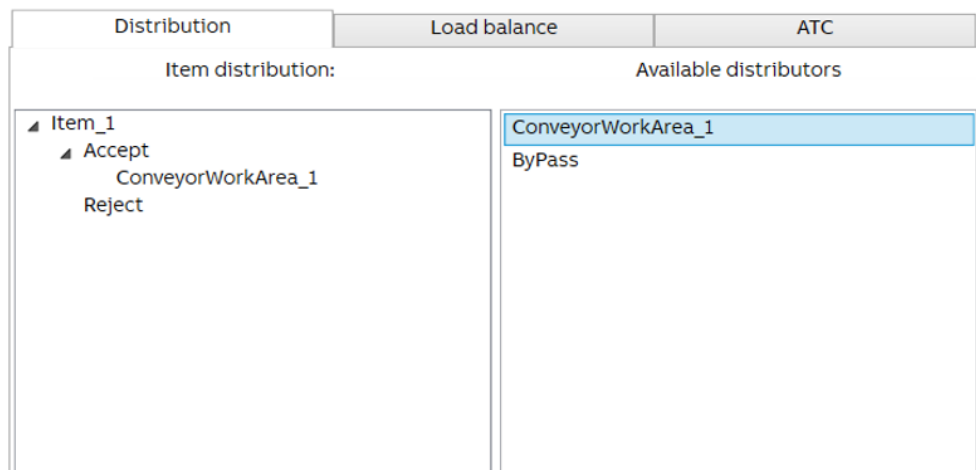 Distribution
Load balance
ATC
Item distribution:
Available distributors
Item_1
Accept
ConveyorWorkArea_1
Reject
ConveyorWorkArea_1
ByPass